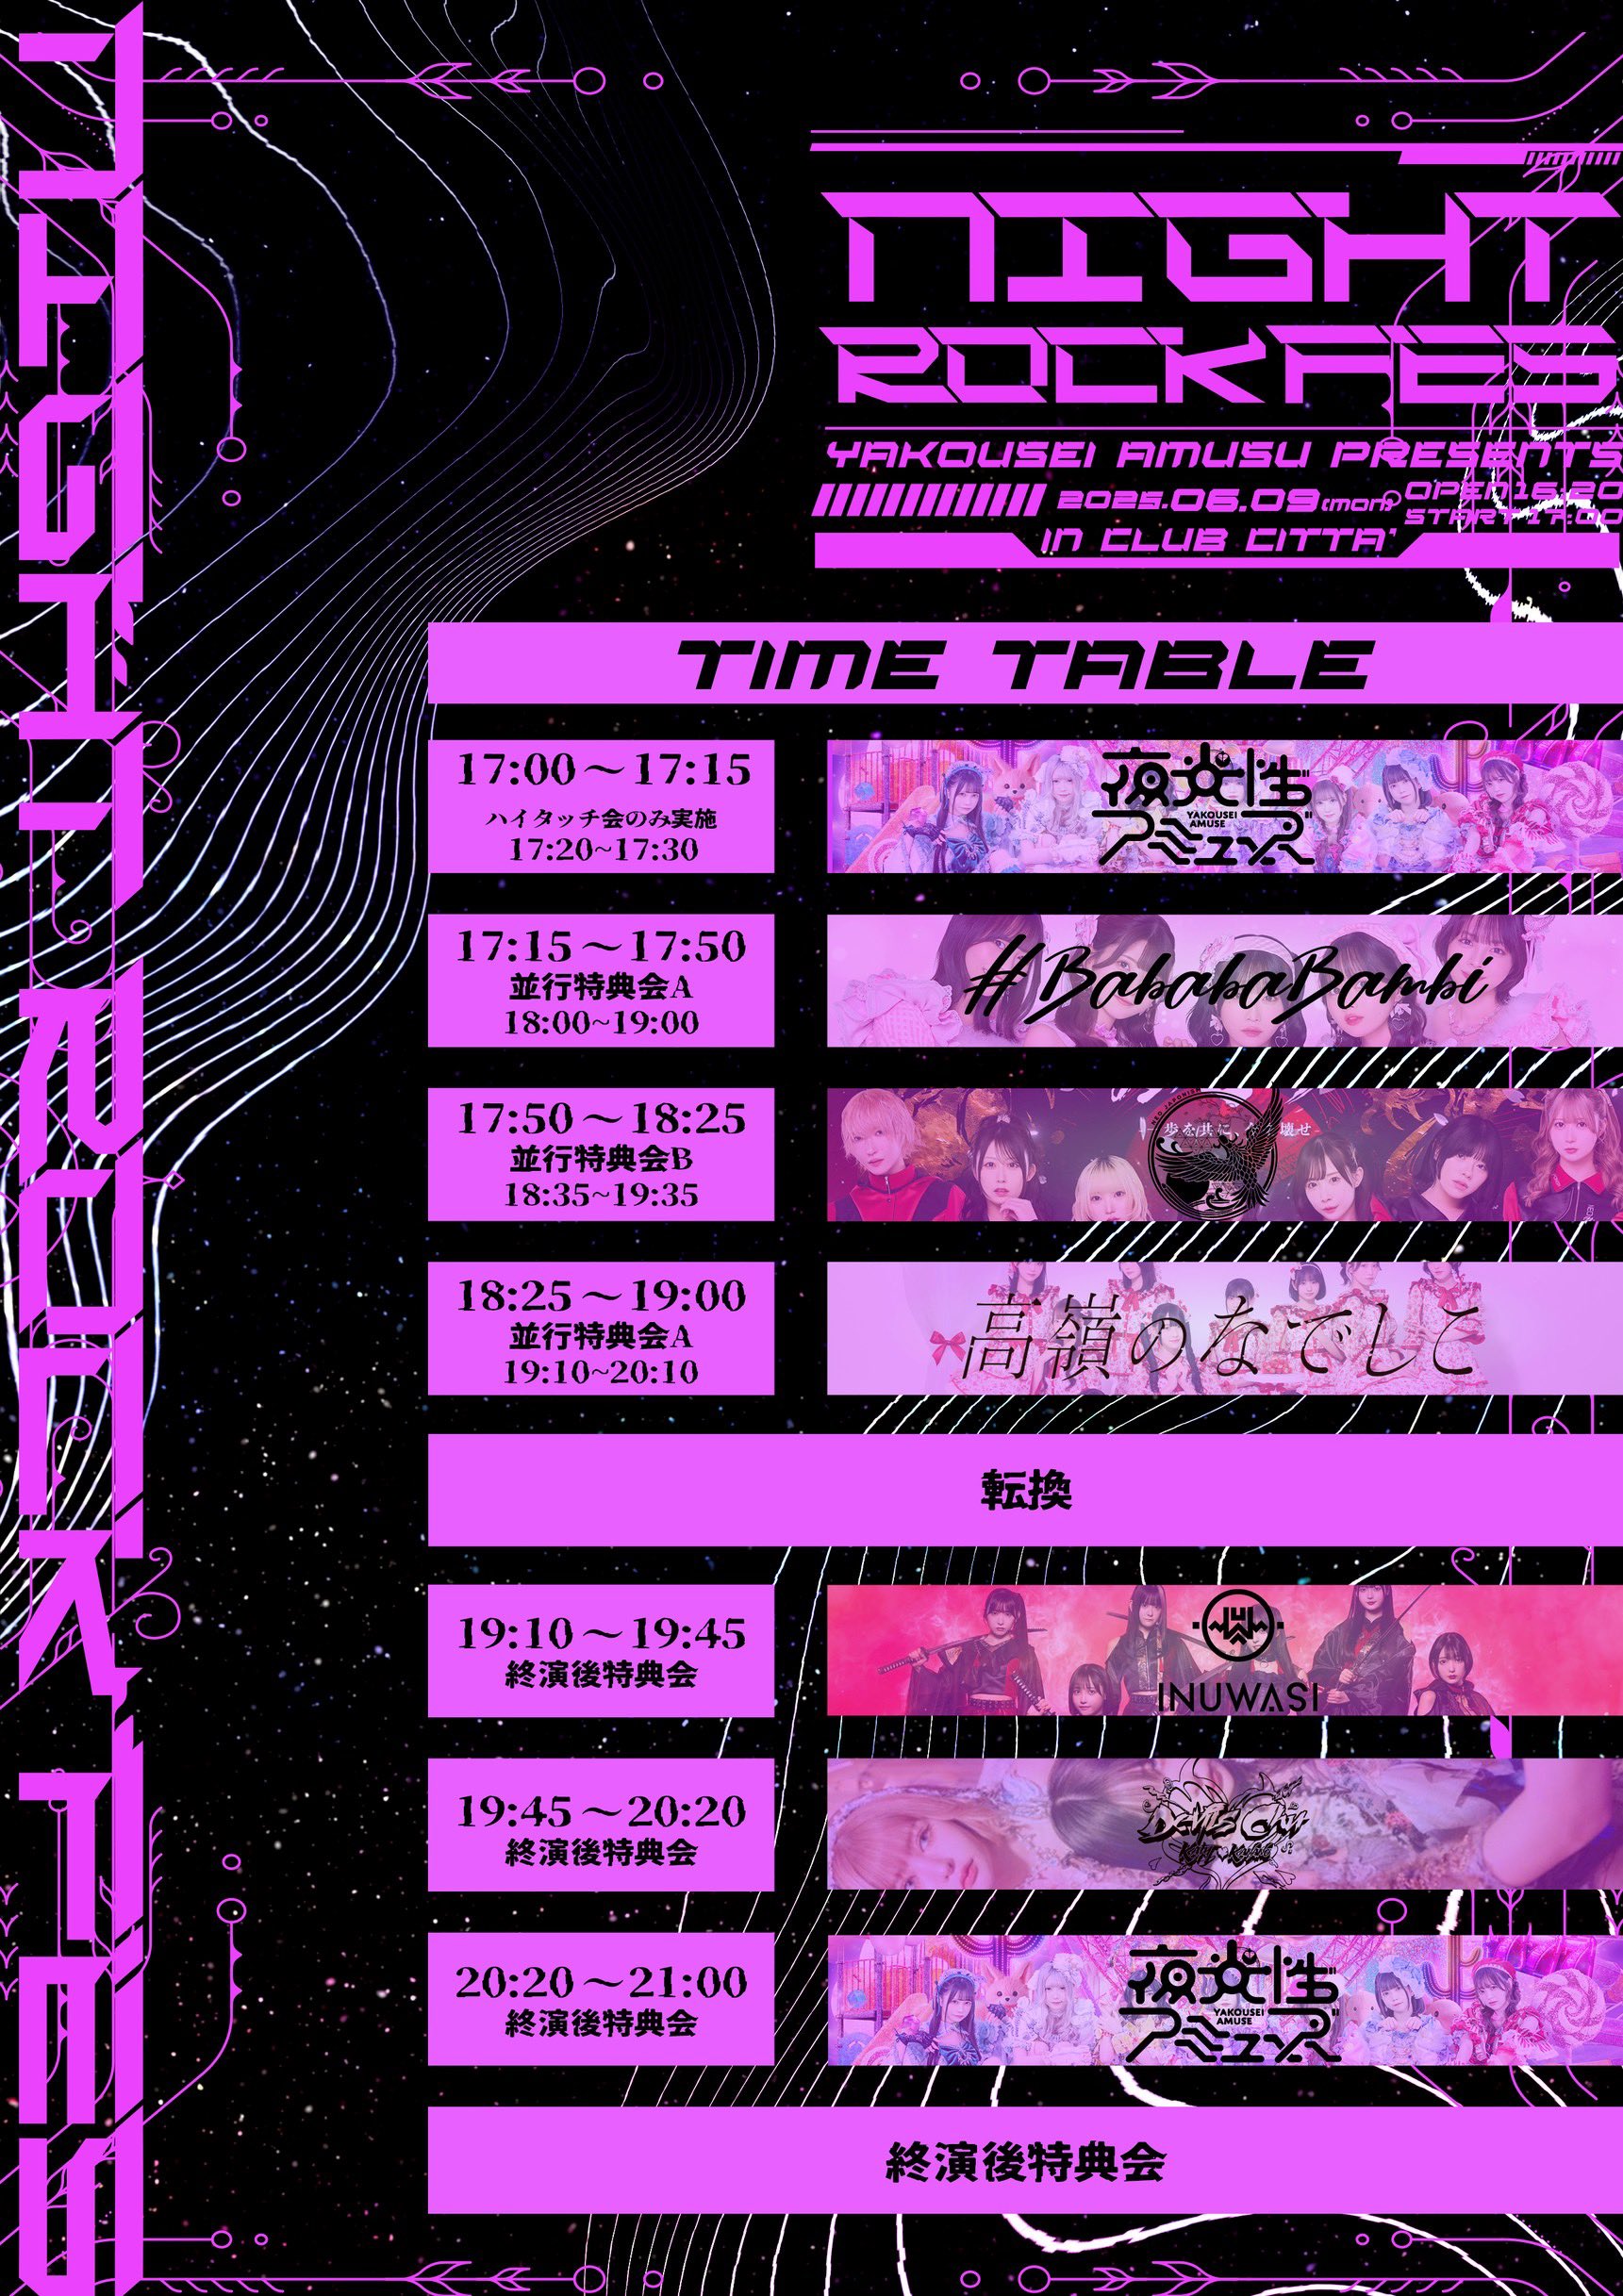 NIGHT
ROCK FES
YAKOUSEI AMUSU PRESENTS
2025.06.09(mon) OPEN 16:20
START 17:00
IN CLUB CITTA'
TIME TABLE
17:00～17:15
ハイタッチ会のみ実施
17:20~17:30
夜光性
YAKOUSEI
AMUSE
アミューズ
17:15～17:50
並行特典会A
18:00~19:00
#BabababaBambi
17:50～18:25
並行特典会B
18:35~19:35
18:25～19:00
並行特典会A
19:10~20:10
高嶺のなでしこ
転換
19:10～19:45
終演後特典会
INUWASI
19:45～20:20
終演後特典会
20:20～21:00
終演後特典会
夜光性
YAKOUSEI
AMUSE
アミューズ
終演後特典会
NIGHT ROCK FES